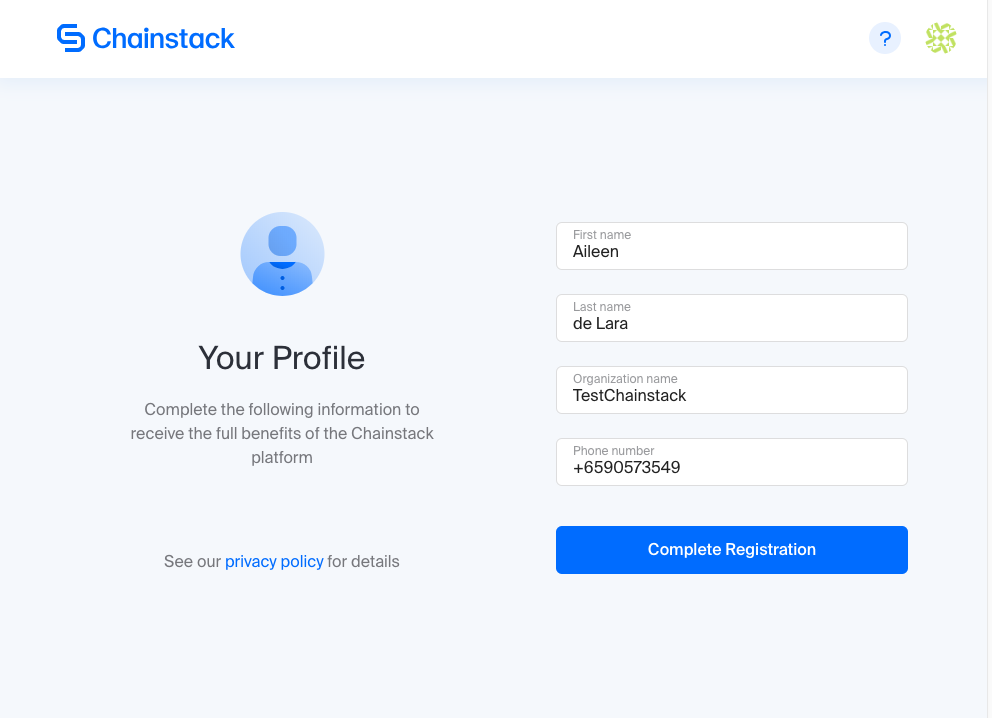 Chainstack
?
Your Profile
Complete the following information to
receive the full benefits of the Chainstack
platform
See our privacy policy for details
First name
Aileen
Last name
de Lara
Organization name
TestChainstack
Phone number
+6590573549
Complete Registration